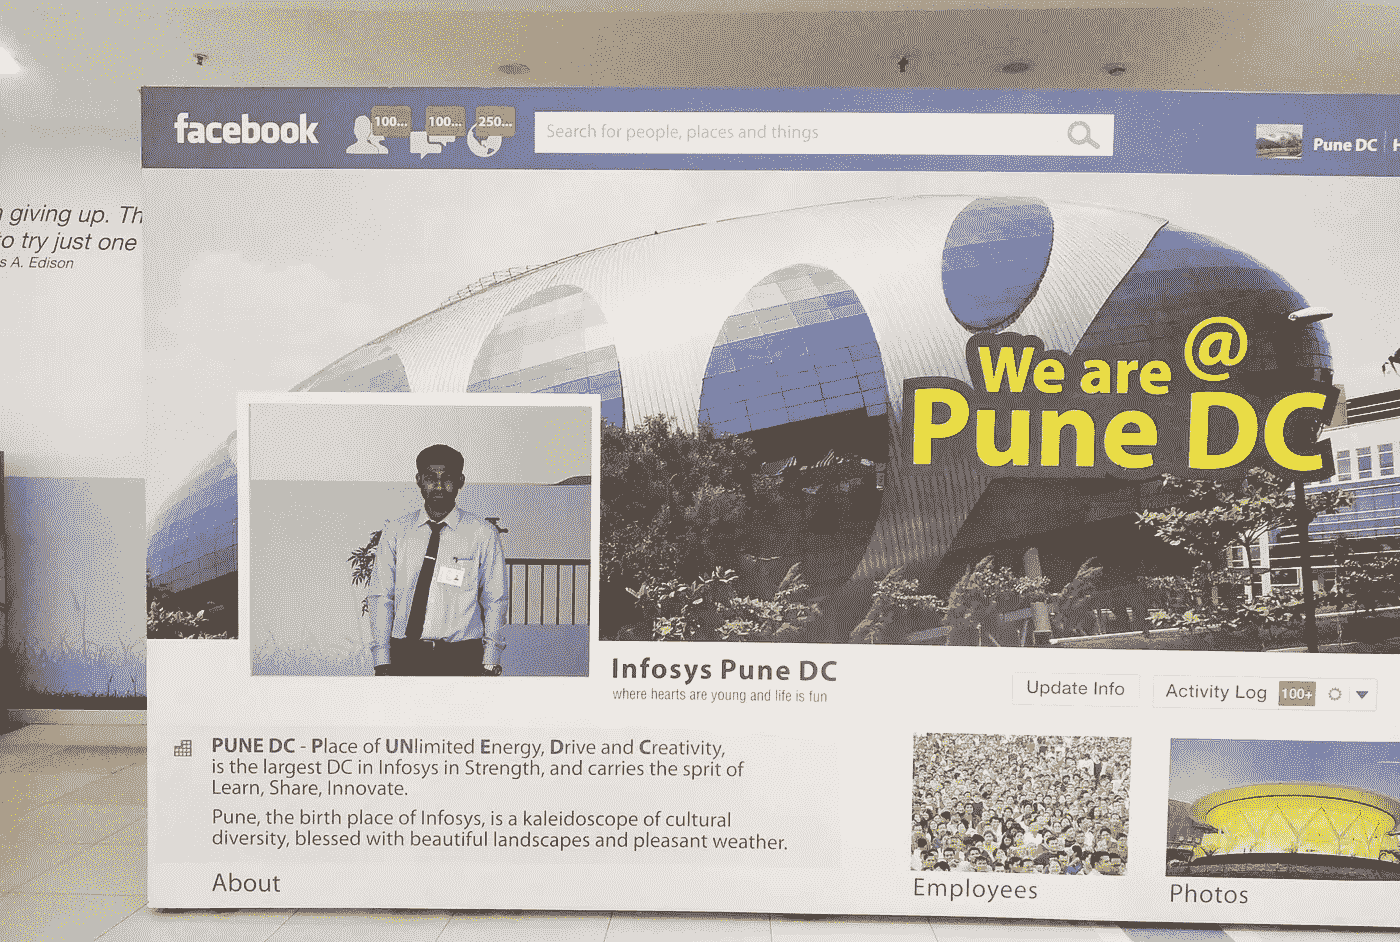 facebook
100...
100...
250...
Search for people, places and things
Pune DC
H
giving up. Th
to try just one
s A. Edison
We are @
Pune DC
Infosys Pune DC
where hearts are young and life is fun
Update Info
Activity Log 100+
PUNE DC - Place of UNlimited Energy, Drive and Creativity,
is the largest DC in Infosys in Strength, and carries the sprit of
Learn, Share, Innovate.
Pune, the birth place of Infosys, is a kaleidoscope of cultural
diversity, blessed with beautiful landscapes and pleasant weather.
About
Employees
Photos